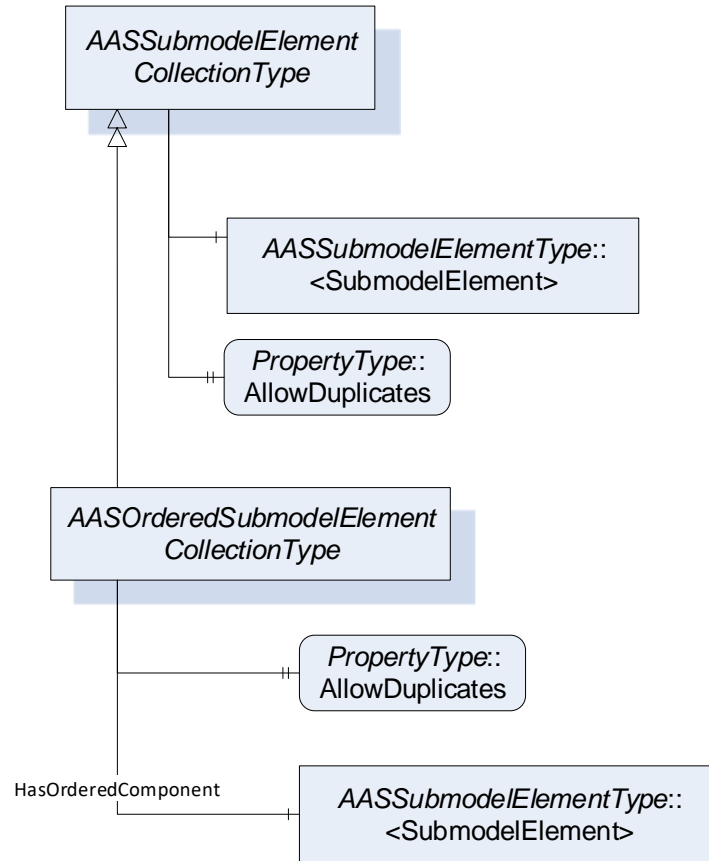 AASSubmodelElement
CollectionType
AASSubmodelElementType::
<SubmodelElement>
PropertyType::
AllowDuplicates
AASOrderedSubmodelElement
CollectionType
PropertyType::
AllowDuplicates
HasOrderedComponent
AASSubmodelElementType::
<SubmodelElement>